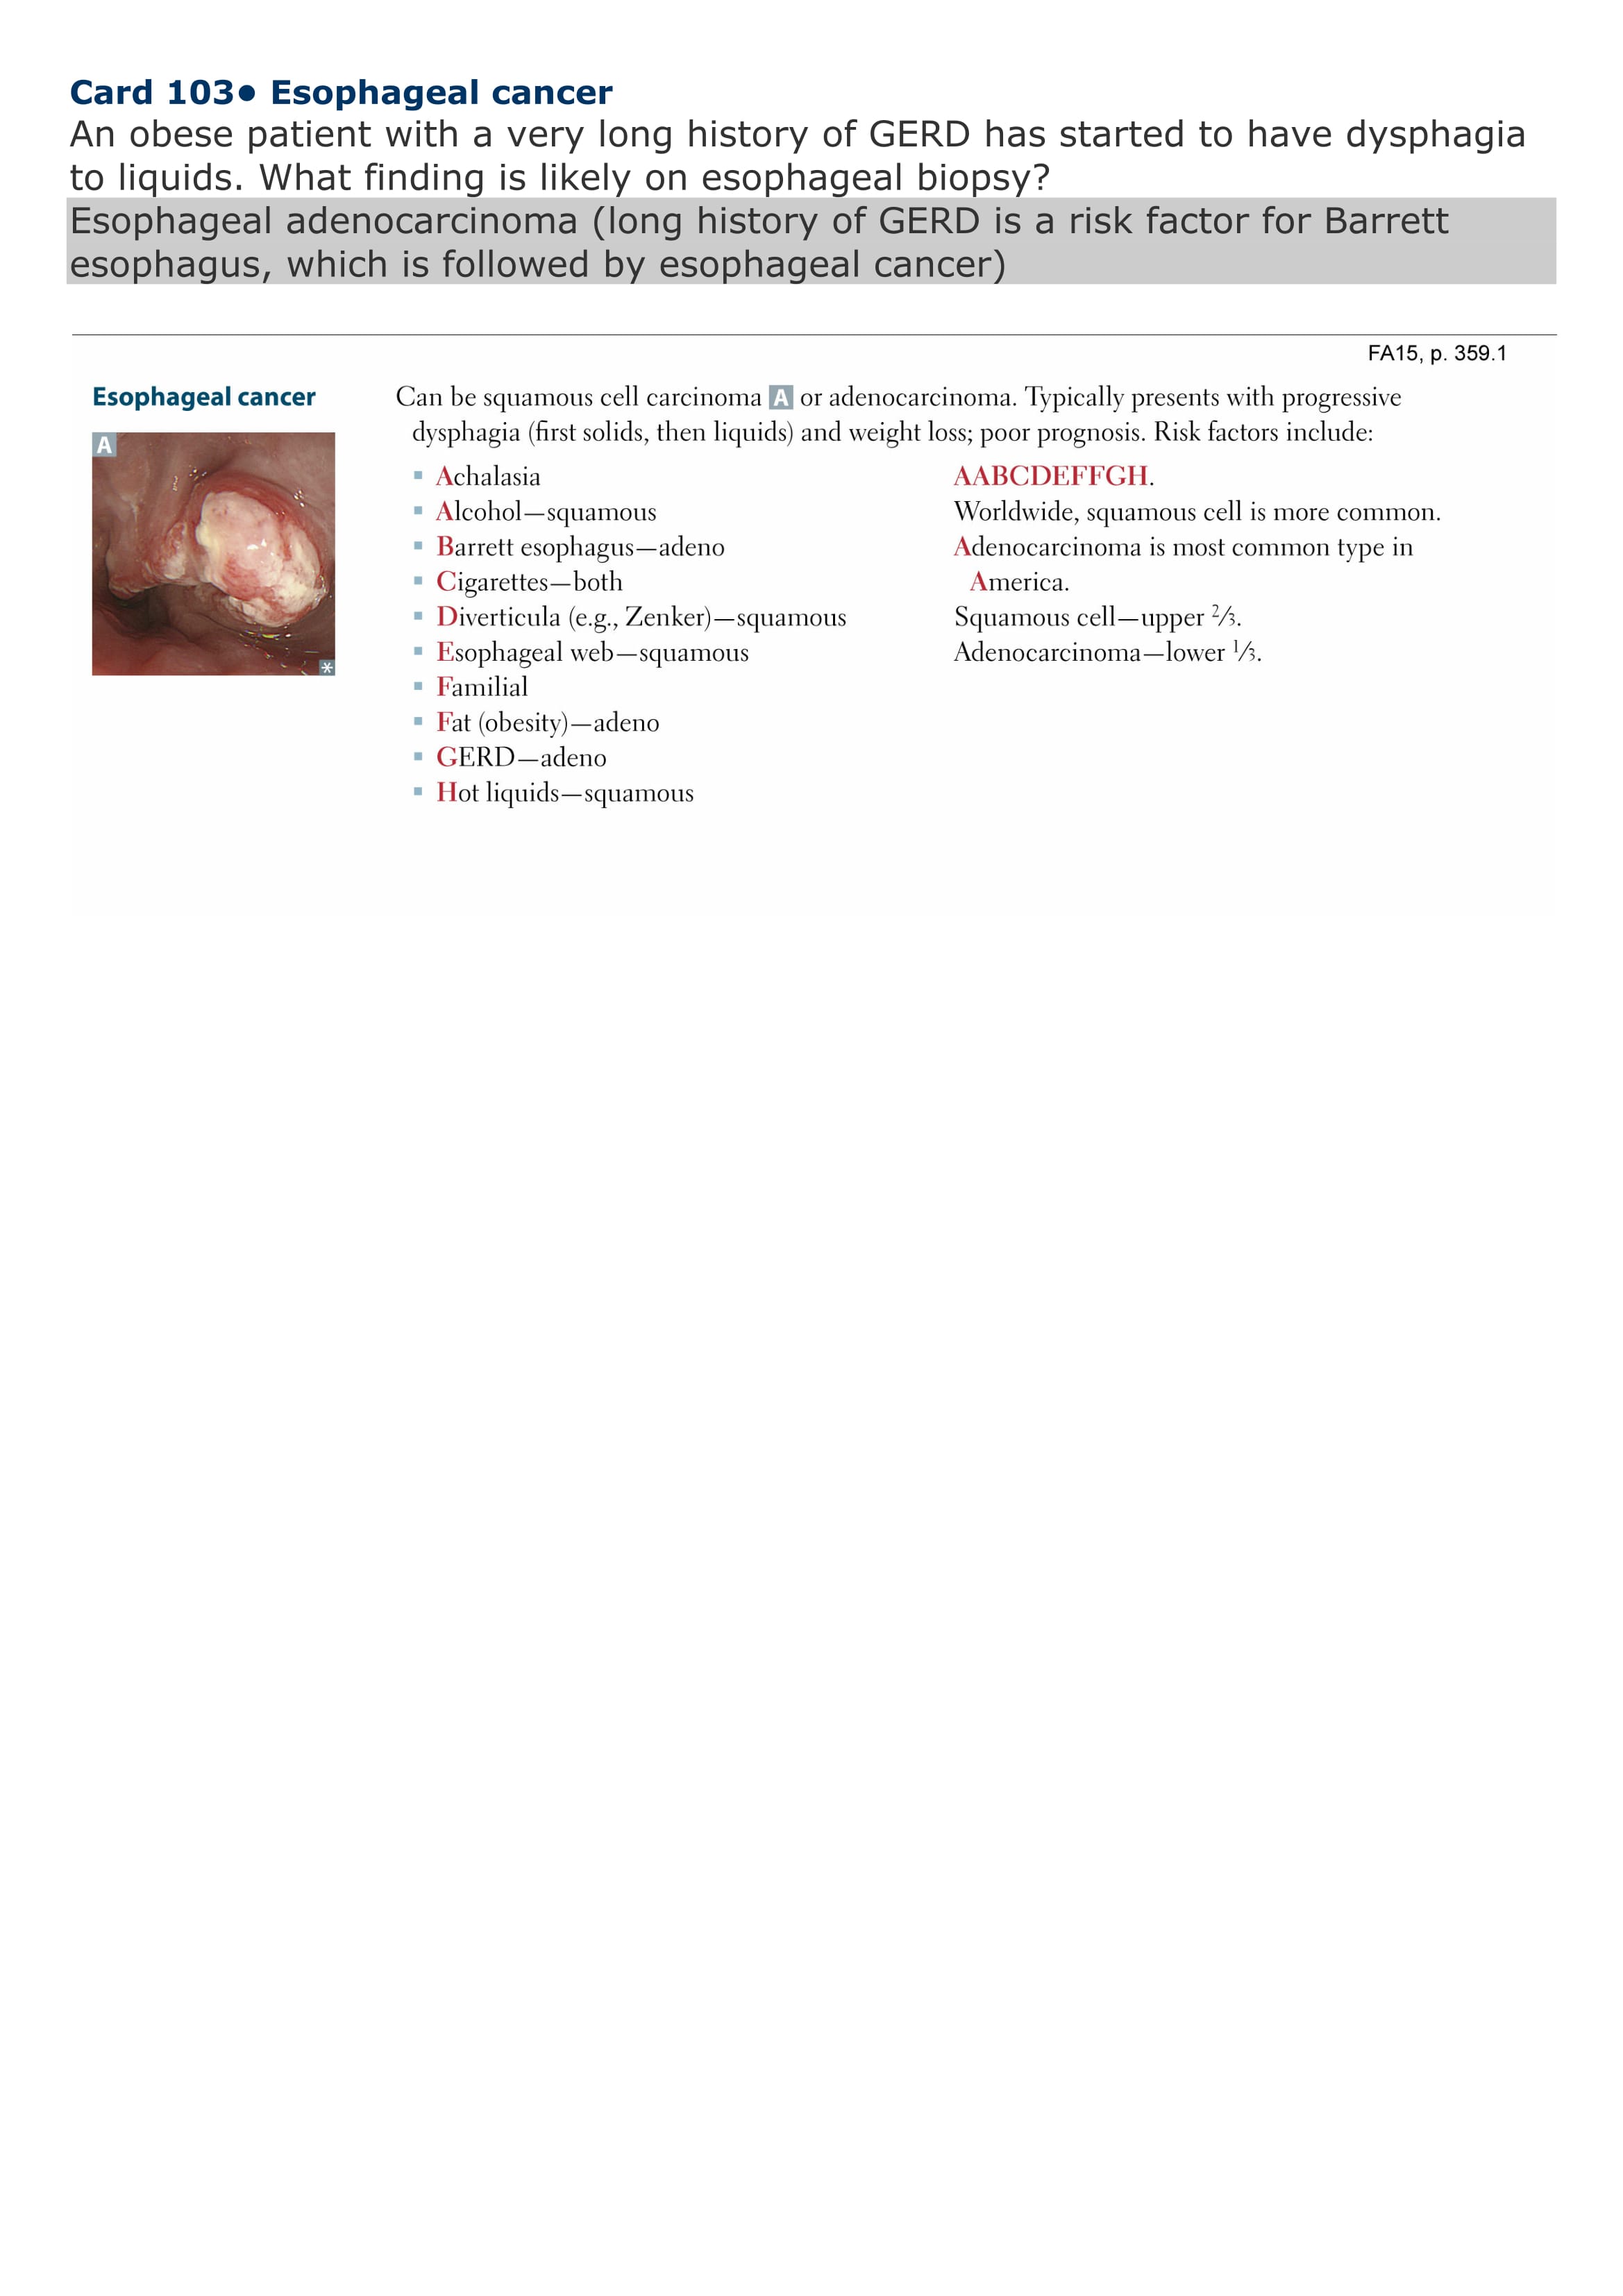 Card 103● Esophageal cancer
An obese patient with a very long history of GERD has started to have dysphagia
to liquids. What finding is likely on esophageal biopsy?
Esophageal adenocarcinoma (long history of GERD is a risk factor for Barrett
esophagus, which is followed by esophageal cancer)
FA15, p. 359.1
Esophageal cancer
A
*
Can be squamous cell carcinoma A or adenocarcinoma. Typically presents with progressive
dysphagia (first solids, then liquids) and weight loss; poor prognosis. Risk factors include:
▪ Achalasia
▪ Alcohol—squamous
▪ Barrett esophagus—adeno
▪ Cigarettes—both
▪ Diverticula (e.g., Zenker)—squamous
▪ Esophageal web—squamous
▪ Familial
▪ Fat (obesity)—adeno
▪ GERD—adeno
▪ Hot liquids—squamous
AABCDEFFGH.
Worldwide, squamous cell is more common.
Adenocarcinoma is most common type in
America.
Squamous cell—upper 2/3.
Adenocarcinoma—lower 1/3.